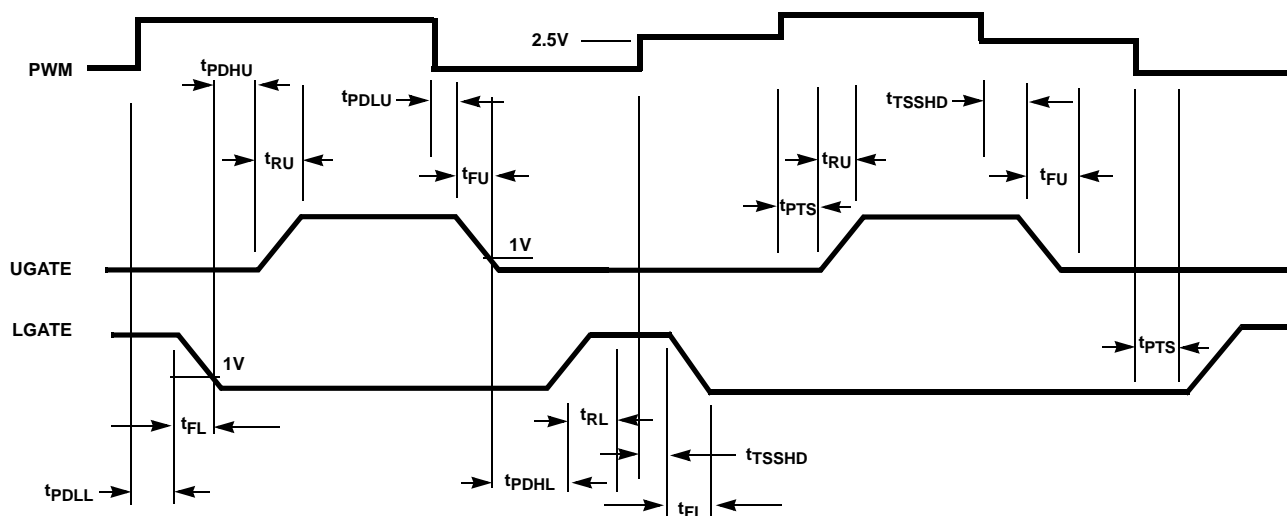 2.5V
PWM
tPDHU
tPDLU
tTSSHD
tRU
tRU
tFU
tFU
tPTS
1V
UGATE
LGATE
1V
tPTS
tRL
tFL
tTSSHD
tPDHL
tPDLL
tFL